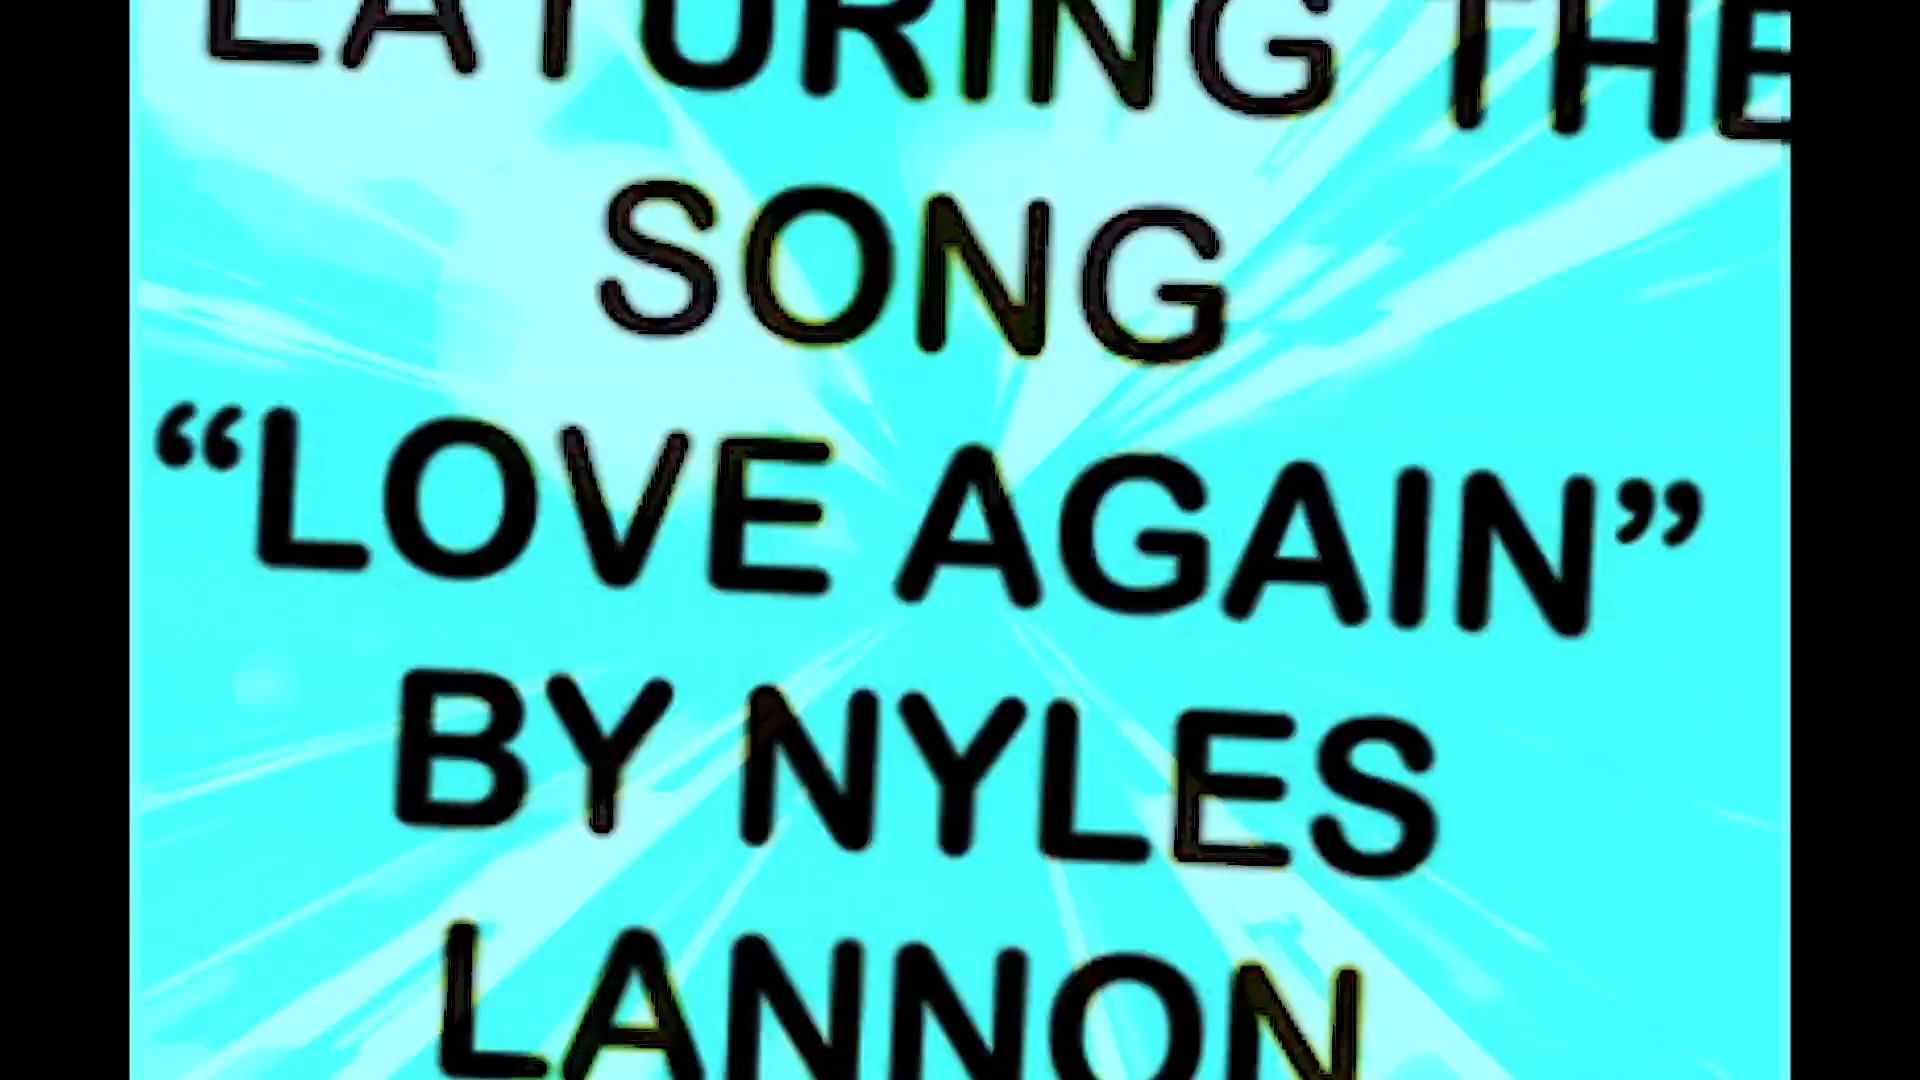 EATURING THE
SONG
“LOVE AGAIN”
BY NYLES
LANNON